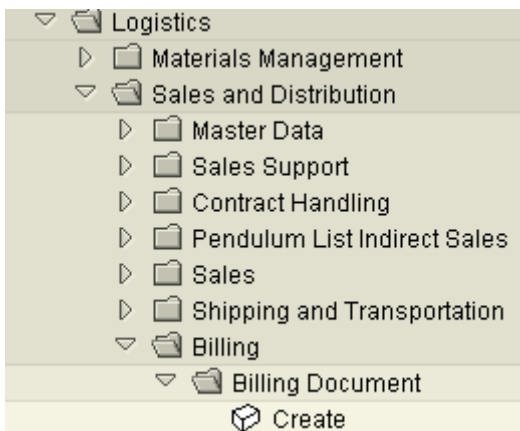 Logistics
Materials Management
Sales and Distribution
Master Data
Sales Support
Contract Handling
Pendulum List Indirect Sales
Sales
Shipping and Transportation
Billing
Billing Document
Create